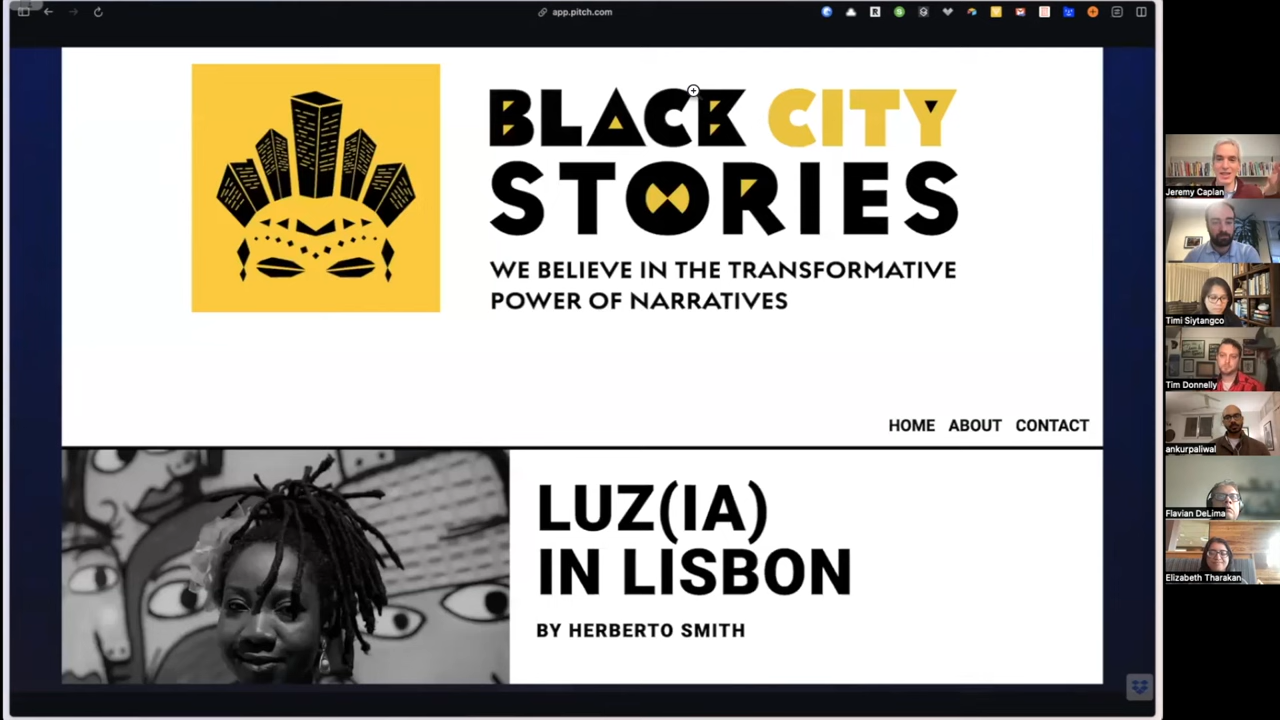 app.pitch.com
BLACK CITY
STORIES
WE BELIEVE IN THE TRANSFORMATIVE
POWER OF NARRATIVES
HOME ABOUT CONTACT
LUZ(IA)
IN LISBON
BY HERBERTO SMITH
Jeremy Caplan
Timi Siytangco
Tim Donnelly
ankurpaliwal
Flavian DeLima
Elizabeth Tharakan